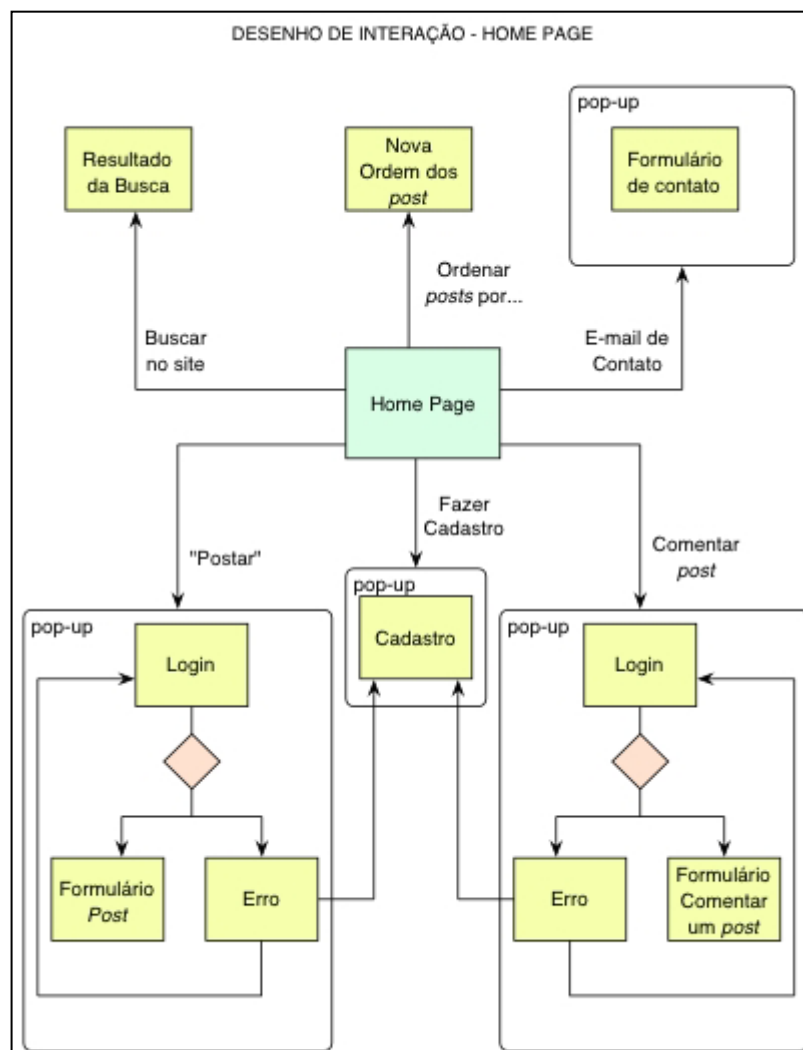 DESENHO DE INTERAÇÃO - HOME PAGE
pop-up
Resultado
da Busca
Nova
Ordem dos
post
Formulário
de contato
Ordenar
posts por...
Buscar
no site
E-mail de
Contato
Home Page
Fazer
Cadastro
"Postar"
Comentar
post
pop-up
Cadastro
pop-up
Login
pop-up
Login
Formulário
Post
Erro
Erro
Formulário
Comentar
um post